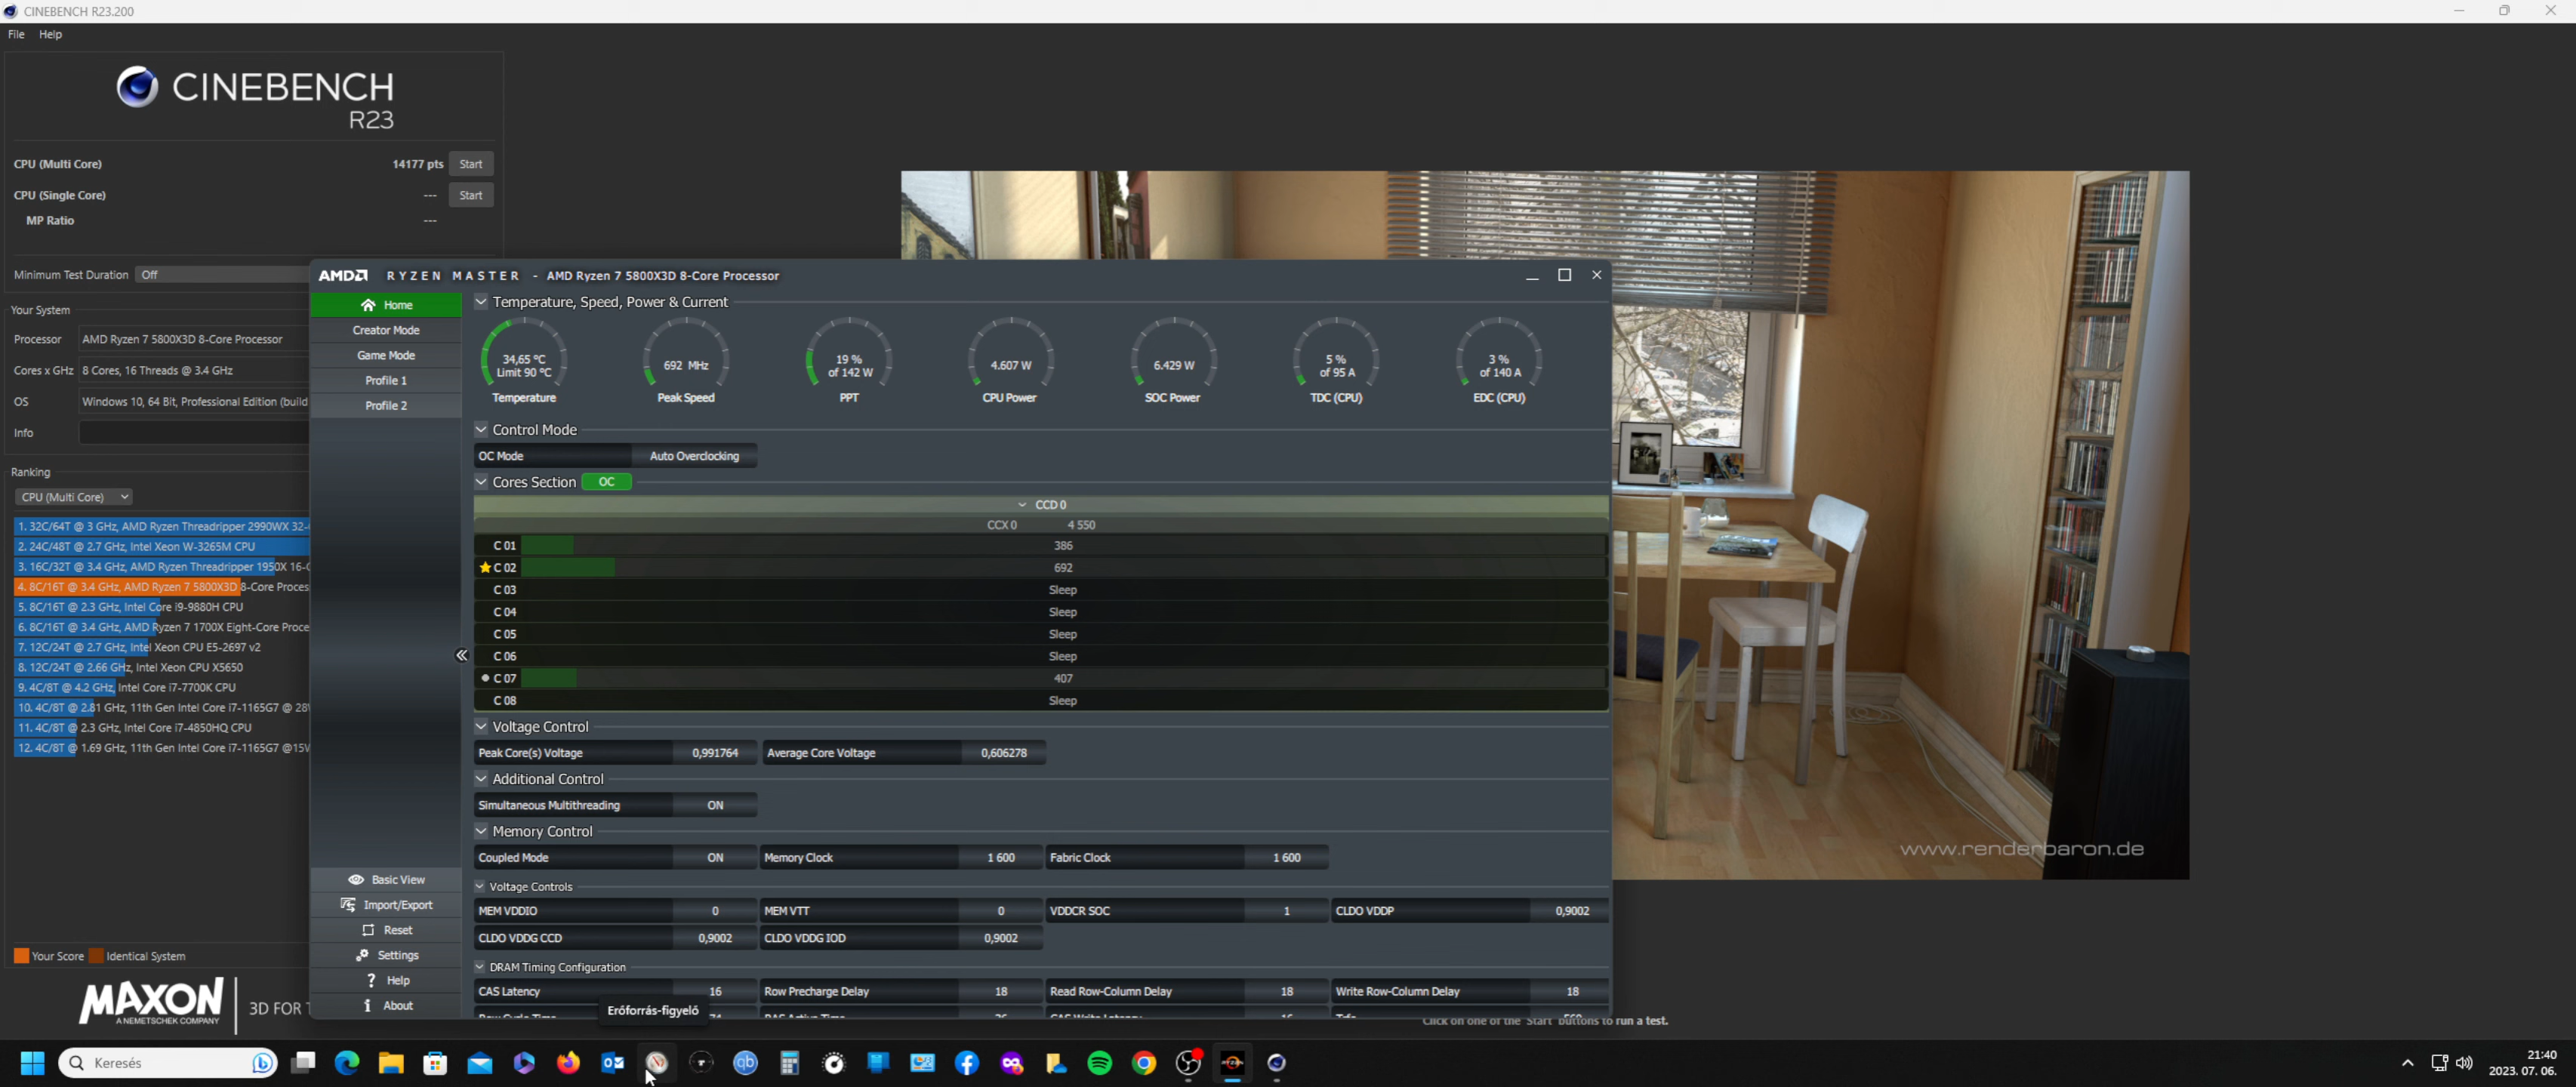 CINEBENCH R23.200
File Help
CINEBENCH
R23
CPU (Multi Core) 14177 pts Start
CPU (Single Core) --- Start
MP Ratio ---
Minimum Test Duration Off
Your System
Processor AMD Ryzen 7 5800X3D 8-Core Processor
Cores x GHz 8 Cores, 16 Threads @ 3.4 GHz
OS Windows 10, 64 Bit, Professional Edition (build
Info
Ranking
CPU (Multi Core)
1. 32C/64T @ 3 GHz, AMD Ryzen Threadripper 2990WX 32-
2. 24C/48T @ 2.7 GHz, Intel Xeon W-3265M CPU
3. 16C/32T @ 3.4 GHz, AMD Ryzen Threadripper 1950X 16-
4. 8C/16T @ 3.4 GHz, AMD Ryzen 7 5800X3D 8-Core Proces
5. 8C/16T @ 2.3 GHz, Intel Core i9-9880H CPU
6. 8C/16T @ 3.4 GHz, AMD Ryzen 7 1700X Eight-Core Proce
7. 12C/24T @ 2.7 GHz, Intel Xeon CPU E5-2697 v2
8. 12C/24T @ 2.66 GHz, Intel Xeon CPU X5650
9. 4C/8T @ 4.2 GHz, Intel Core i7-7700K CPU
10. 4C/8T @ 2.81 GHz, 11th Gen Intel Core i7-1165G7 @ 28
11. 4C/8T @ 2.3 GHz, Intel Core i7-4850HQ CPU
12. 4C/8T @ 1.69 GHz, 11th Gen Intel Core i7-1165G7 @15
Your Score Identical System
MAXON
A NEMETSCHEK COMPANY
3D FOR
AMD RYZEN MASTER - AMD Ryzen 7 5800X3D 8-Core Processor
Home
Creator Mode
Game Mode
Profile 1
Profile 2
Basic View
Import/Export
Reset
Settings
Help
About
Temperature, Speed, Power & Current
34,65 °C 692 MHz 19 % 4.607 W 6.429 W 5 % 3 %
Limit 90 °C of 142 W of 95 A of 140 A
Temperature Peak Speed PPT CPU Power SOC Power TDC (CPU) EDC (CPU)
Control Mode
OC Mode Auto Overclocking
Cores Section OC
CCD 0
CCX 0 4 550
C 01 386
C 02 692
C 03 Sleep
C 04 Sleep
C 05 Sleep
C 06 Sleep
C 07 407
C 08 Sleep
Voltage Control
Peak Core(s) Voltage 0,991764 Average Core Voltage 0,606278
Additional Control
Simultaneous Multithreading ON
Memory Control
Coupled Mode ON Memory Clock 1 600 Fabric Clock 1 600
Voltage Controls
MEM VDDIO 0 MEM VTT 0 VDDCR SOC 1 CLDO VDDP 0,9002
CLDO VDDG CCD 0,9002 CLDO VDDG IOD 0,9002
DRAM Timing Configuration
CAS Latency 16 Row Precharge Delay 18 Read Row-Column Delay 18 Write Row-Column Delay 18
Erőforrás-figyelő
www.renderbaron.de
Click on one of the 'Start' buttons to run a test.
Keresés
21:40
2023. 07. 06.